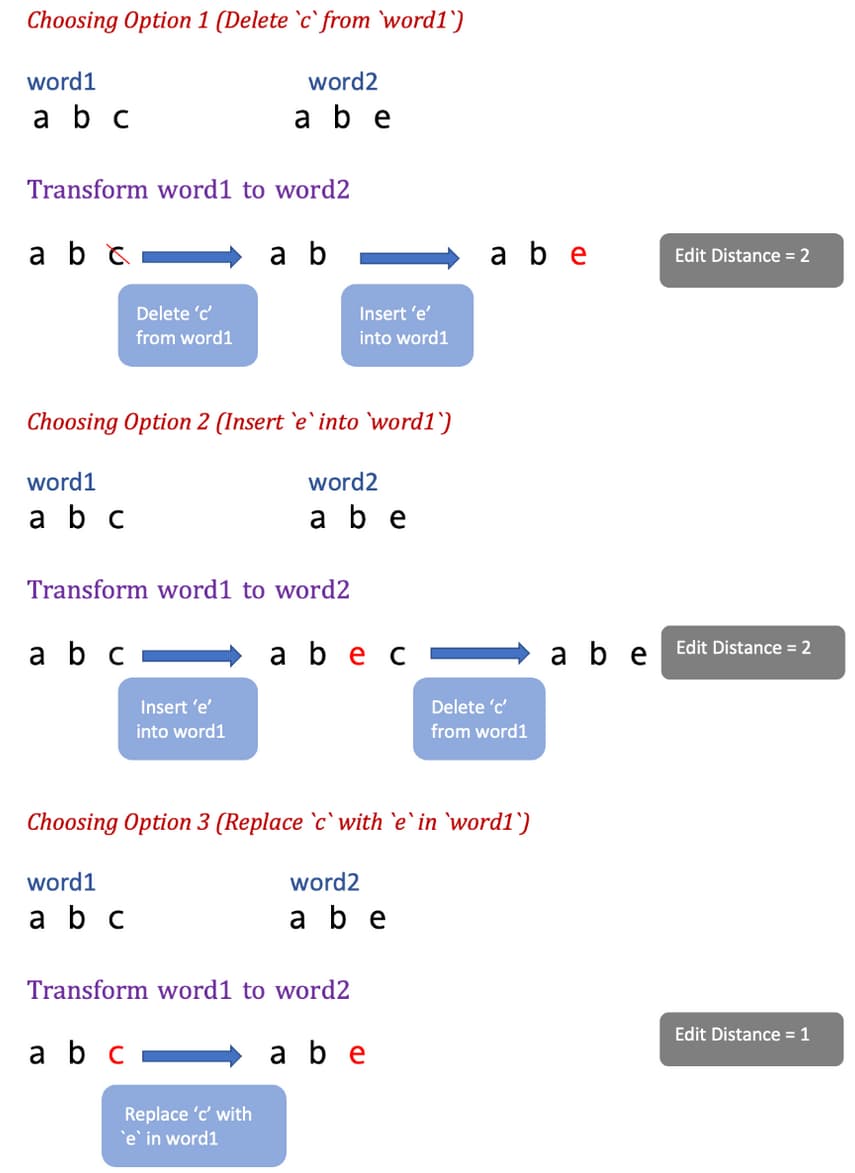 Choosing Option 1 (Delete `c` from `word1`)
word1 word2
a b c a b e
Transform word1 to word2
a b c a b a b e Edit Distance = 2
Delete ‘c’ Insert ‘e’
from word1 into word1
Choosing Option 2 (Insert `e` into `word1`)
word1 word2
a b c a b e
Transform word1 to word2
a b c a b e c a b e Edit Distance = 2
Insert ‘e’ Delete ‘c’
into word1 from word1
Choosing Option 3 (Replace `c` with `e` in `word1`)
word1 word2
a b c a b e
Transform word1 to word2
a b c a b e Edit Distance = 1
Replace ‘c’ with
`e` in word1